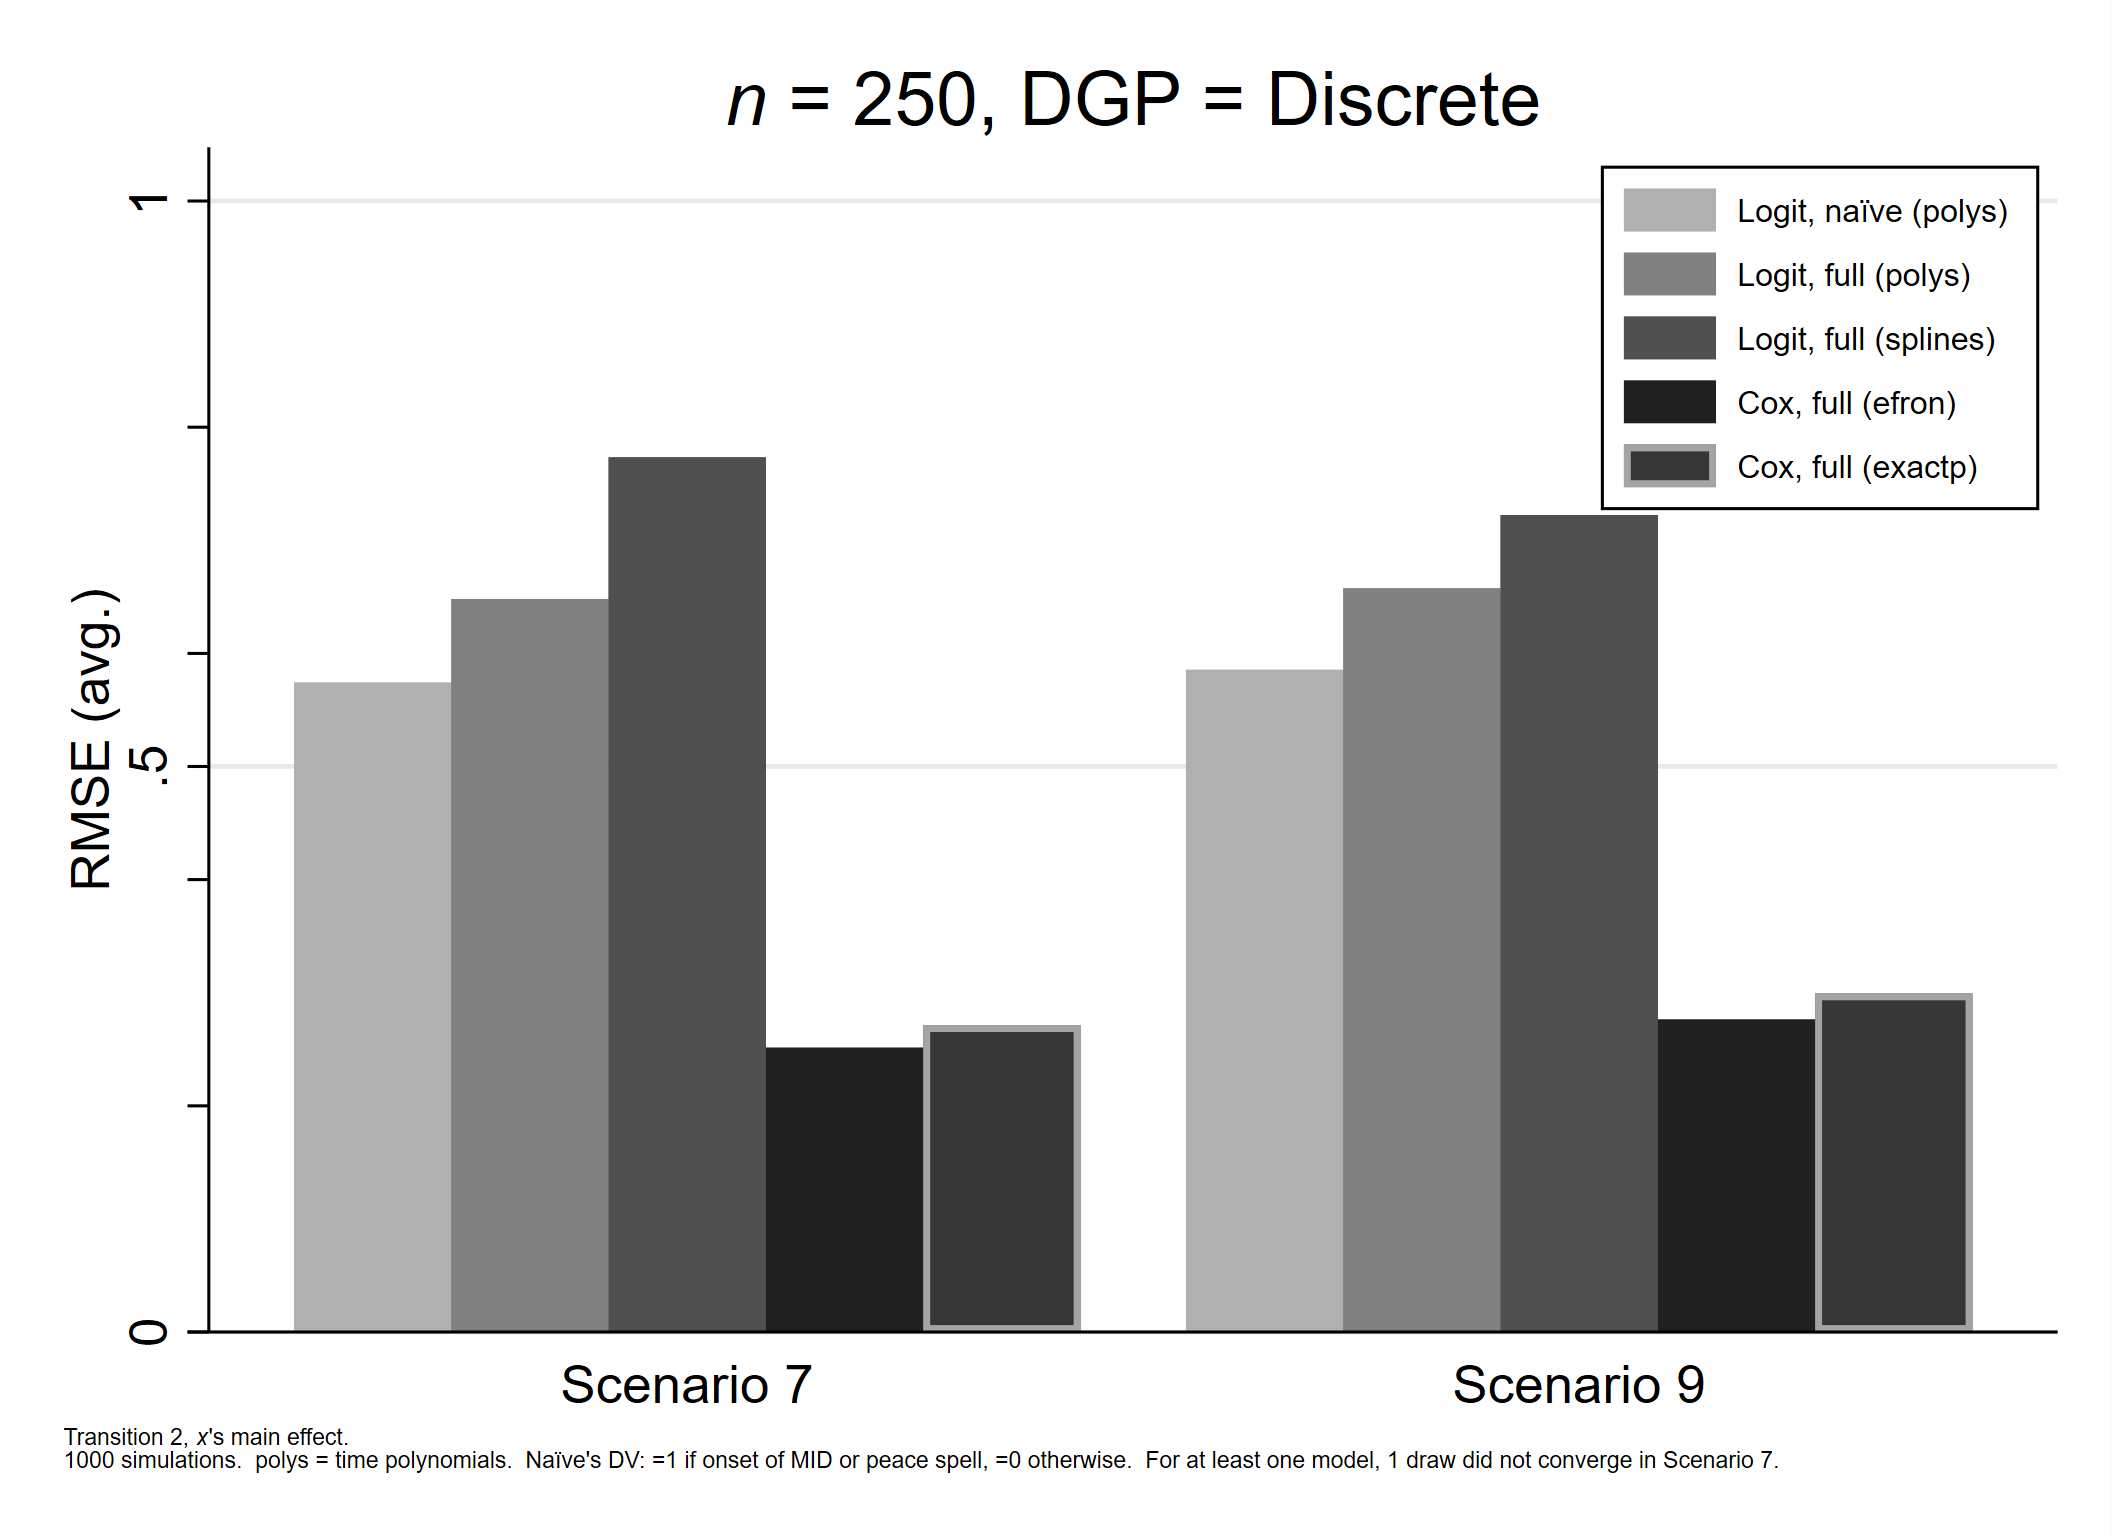 n = 250, DGP = Discrete
Logit, naïve (polys)
Logit, full (polys)
Logit, full (splines)
Cox, full (efron)
Cox, full (exactp)
RMSE (avg.)
1
.5
0
Scenario 7
Scenario 9
Transition 2, x's main effect.
1000 simulations.  polys = time polynomials.  Naïve's DV: =1 if onset of MID or peace spell, =0 otherwise.  For at least one model, 1 draw did not converge in Scenario 7.